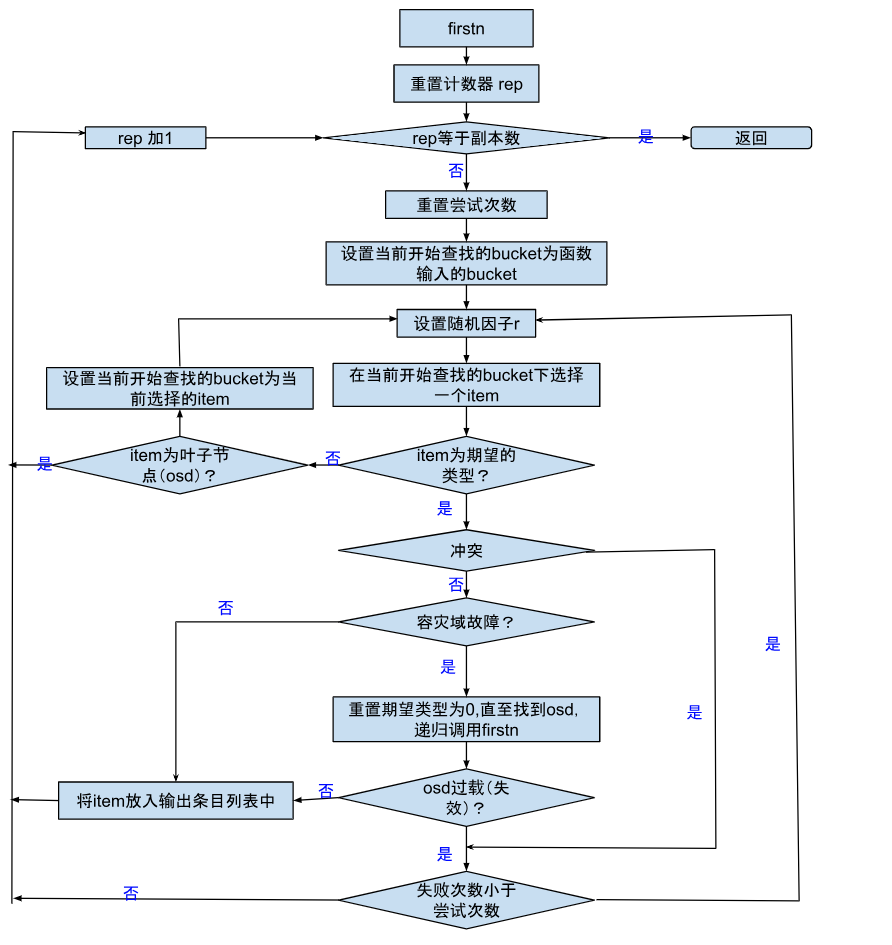 firstn
重置计数器 rep
rep 加1
rep等于副本数
是
返回
否
重置尝试次数
设置当前开始查找的bucket为函数
输入的bucket
设置随机因子r
设置当前开始查找的bucket为当
前选择的item
在当前开始查找的bucket下选择
一个item
是
item为叶子节
点(osd)？
否
item为期望的
类型？
是
冲突
否
否
容灾域故障？
是
是
重置期望类型为0,直至找到osd,
递归调用firstn
是
将item放入输出条目列表中
否
osd过载(失
效)？
是
否
失败次数小于
尝试次数